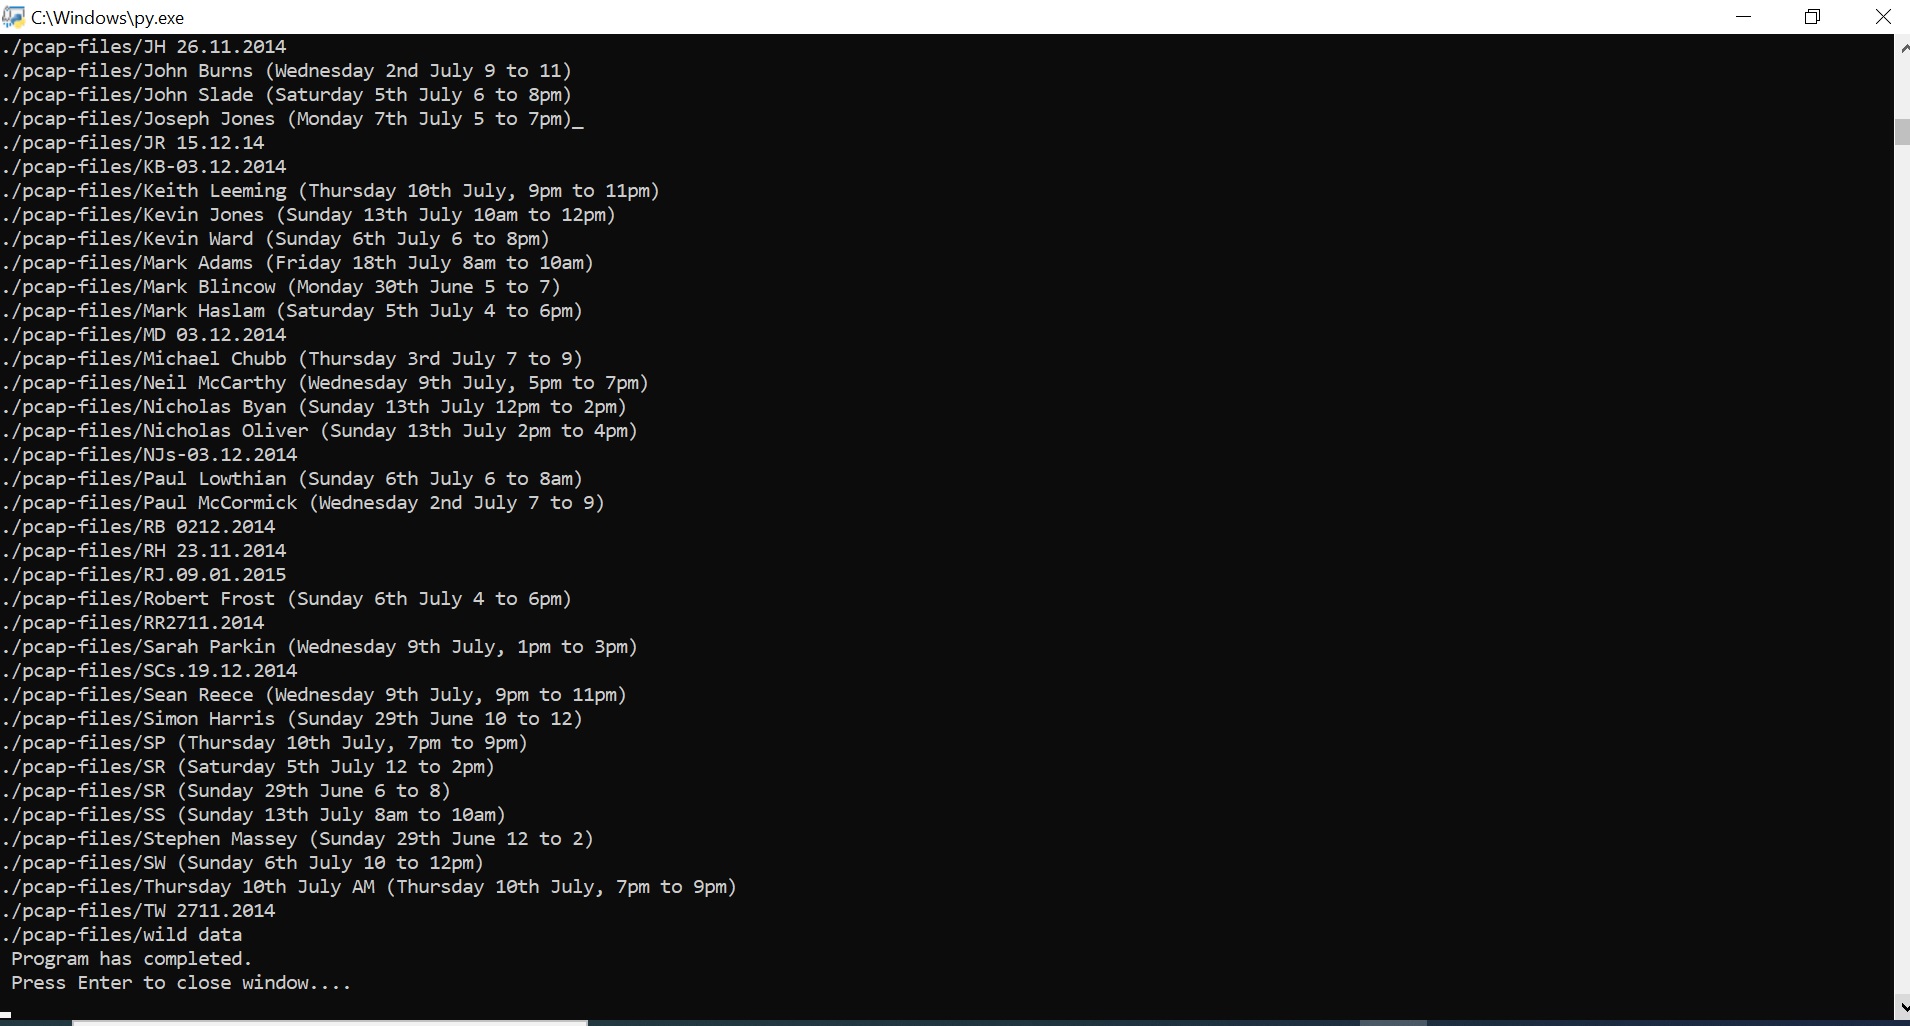 C:\Windows\py.exe
./pcap-files/JH 26.11.2014
./pcap-files/John Burns (Wednesday 2nd July 9 to 11)
./pcap-files/John Slade (Saturday 5th July 6 to 8pm)
./pcap-files/Joseph Jones (Monday 7th July 5 to 7pm)_
./pcap-files/JR 15.12.14
./pcap-files/KB-03.12.2014
./pcap-files/Keith Leeming (Thursday 10th July, 9pm to 11pm)
./pcap-files/Kevin Jones (Sunday 13th July 10am to 12pm)
./pcap-files/Kevin Ward (Sunday 6th July 6 to 8pm)
./pcap-files/Mark Adams (Friday 18th July 8am to 10am)
./pcap-files/Mark Blincow (Monday 30th June 5 to 7)
./pcap-files/Mark Haslam (Saturday 5th July 4 to 6pm)
./pcap-files/MD 03.12.2014
./pcap-files/Michael Chubb (Thursday 3rd July 7 to 9)
./pcap-files/Neil McCarthy (Wednesday 9th July, 5pm to 7pm)
./pcap-files/Nicholas Byan (Sunday 13th July 12pm to 2pm)
./pcap-files/Nicholas Oliver (Sunday 13th July 2pm to 4pm)
./pcap-files/NJs-03.12.2014
./pcap-files/Paul Lowthian (Sunday 6th July 6 to 8am)
./pcap-files/Paul McCormick (Wednesday 2nd July 7 to 9)
./pcap-files/RB 0212.2014
./pcap-files/RH 23.11.2014
./pcap-files/RJ.09.01.2015
./pcap-files/Robert Frost (Sunday 6th July 4 to 6pm)
./pcap-files/RR2711.2014
./pcap-files/Sarah Parkin (Wednesday 9th July, 1pm to 3pm)
./pcap-files/SCs.19.12.2014
./pcap-files/Sean Reece (Wednesday 9th July, 9pm to 11pm)
./pcap-files/Simon Harris (Sunday 29th June 10 to 12)
./pcap-files/SP (Thursday 10th July, 7pm to 9pm)
./pcap-files/SR (Saturday 5th July 12 to 2pm)
./pcap-files/SR (Sunday 29th June 6 to 8)
./pcap-files/SS (Sunday 13th July 8am to 10am)
./pcap-files/Stephen Massey (Sunday 29th June 12 to 2)
./pcap-files/SW (Sunday 6th July 10 to 12pm)
./pcap-files/Thursday 10th July AM (Thursday 10th July, 7pm to 9pm)
./pcap-files/TW 2711.2014
./pcap-files/wild data
Program has completed.
Press Enter to close window....